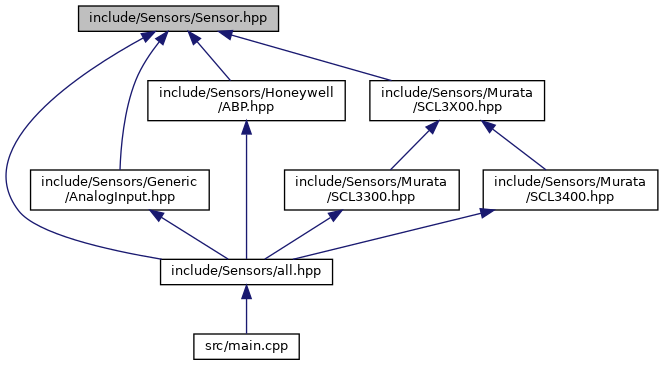 include/Sensors/Sensor.hpp
include/Sensors/Honeywell
/ABP.hpp
include/Sensors/Murata
/SCL3X00.hpp
include/Sensors/Generic
/AnalogInput.hpp
include/Sensors/Murata
/SCL3300.hpp
include/Sensors/Murata
/SCL3400.hpp
include/Sensors/all.hpp
src/main.cpp